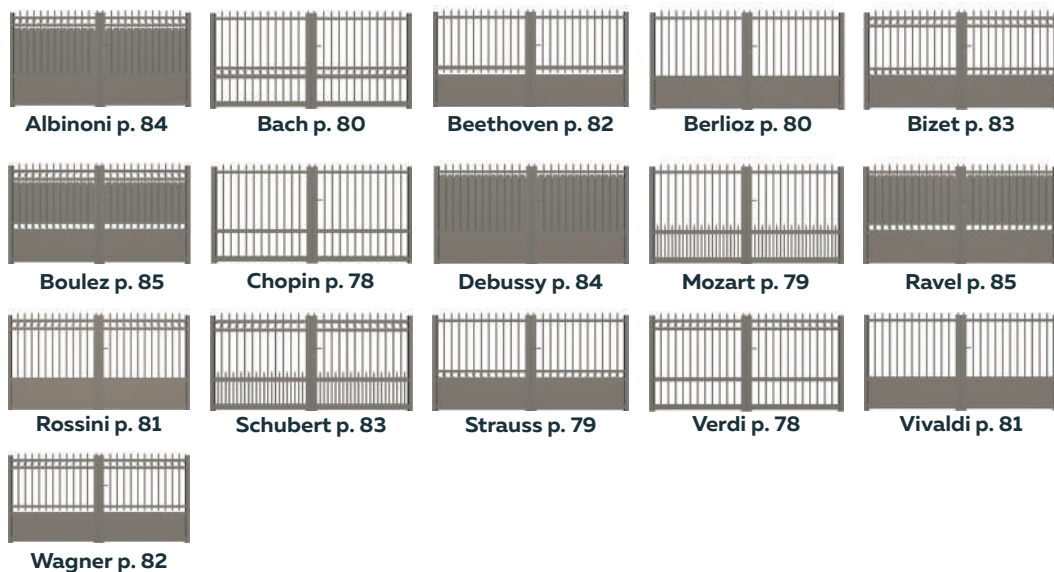 Albinoni p. 84
Bach p. 80
Beethoven p. 82
Berlioz p. 80
Bizet p. 83
Boulez p. 85
Chopin p. 78
Debussy p. 84
Mozart p. 79
Ravel p. 85
Rossini p. 81
Schubert p. 83
Strauss p. 79
Verdi p. 78
Vivaldi p. 81
Wagner p. 82